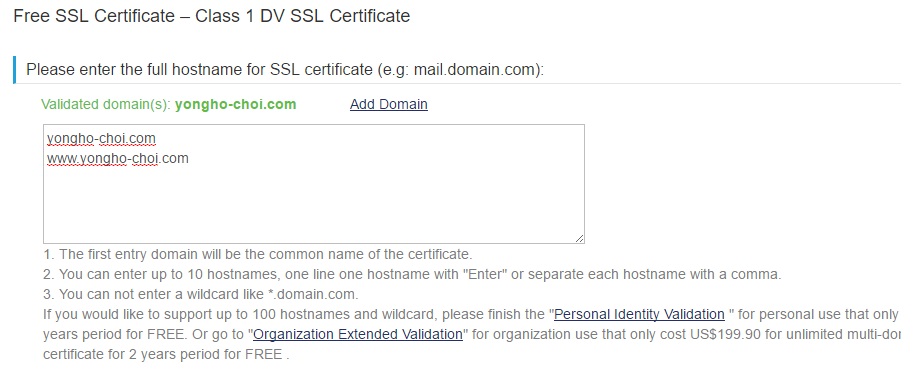 Free SSL Certificate – Class 1 DV SSL Certificate
Please enter the full hostname for SSL certificate (e.g: mail.domain.com):
Validated domain(s): yongho-choi.com Add Domain
yongho-choi.com
www.yongho-choi.com
1. The first entry domain will be the common name of the certificate.
2. You can enter up to 10 hostnames, one line one hostname with "Enter" or separate each hostname with a comma.
3. You can not enter a wildcard like *.domain.com.
If you would like to support up to 100 hostnames and wildcard, please finish the "Personal Identity Validation " for personal use that only
years period for FREE. Or go to "Organization Extended Validation" for organization use that only cost US$199.90 for unlimited multi-do
certificate for 2 years period for FREE .